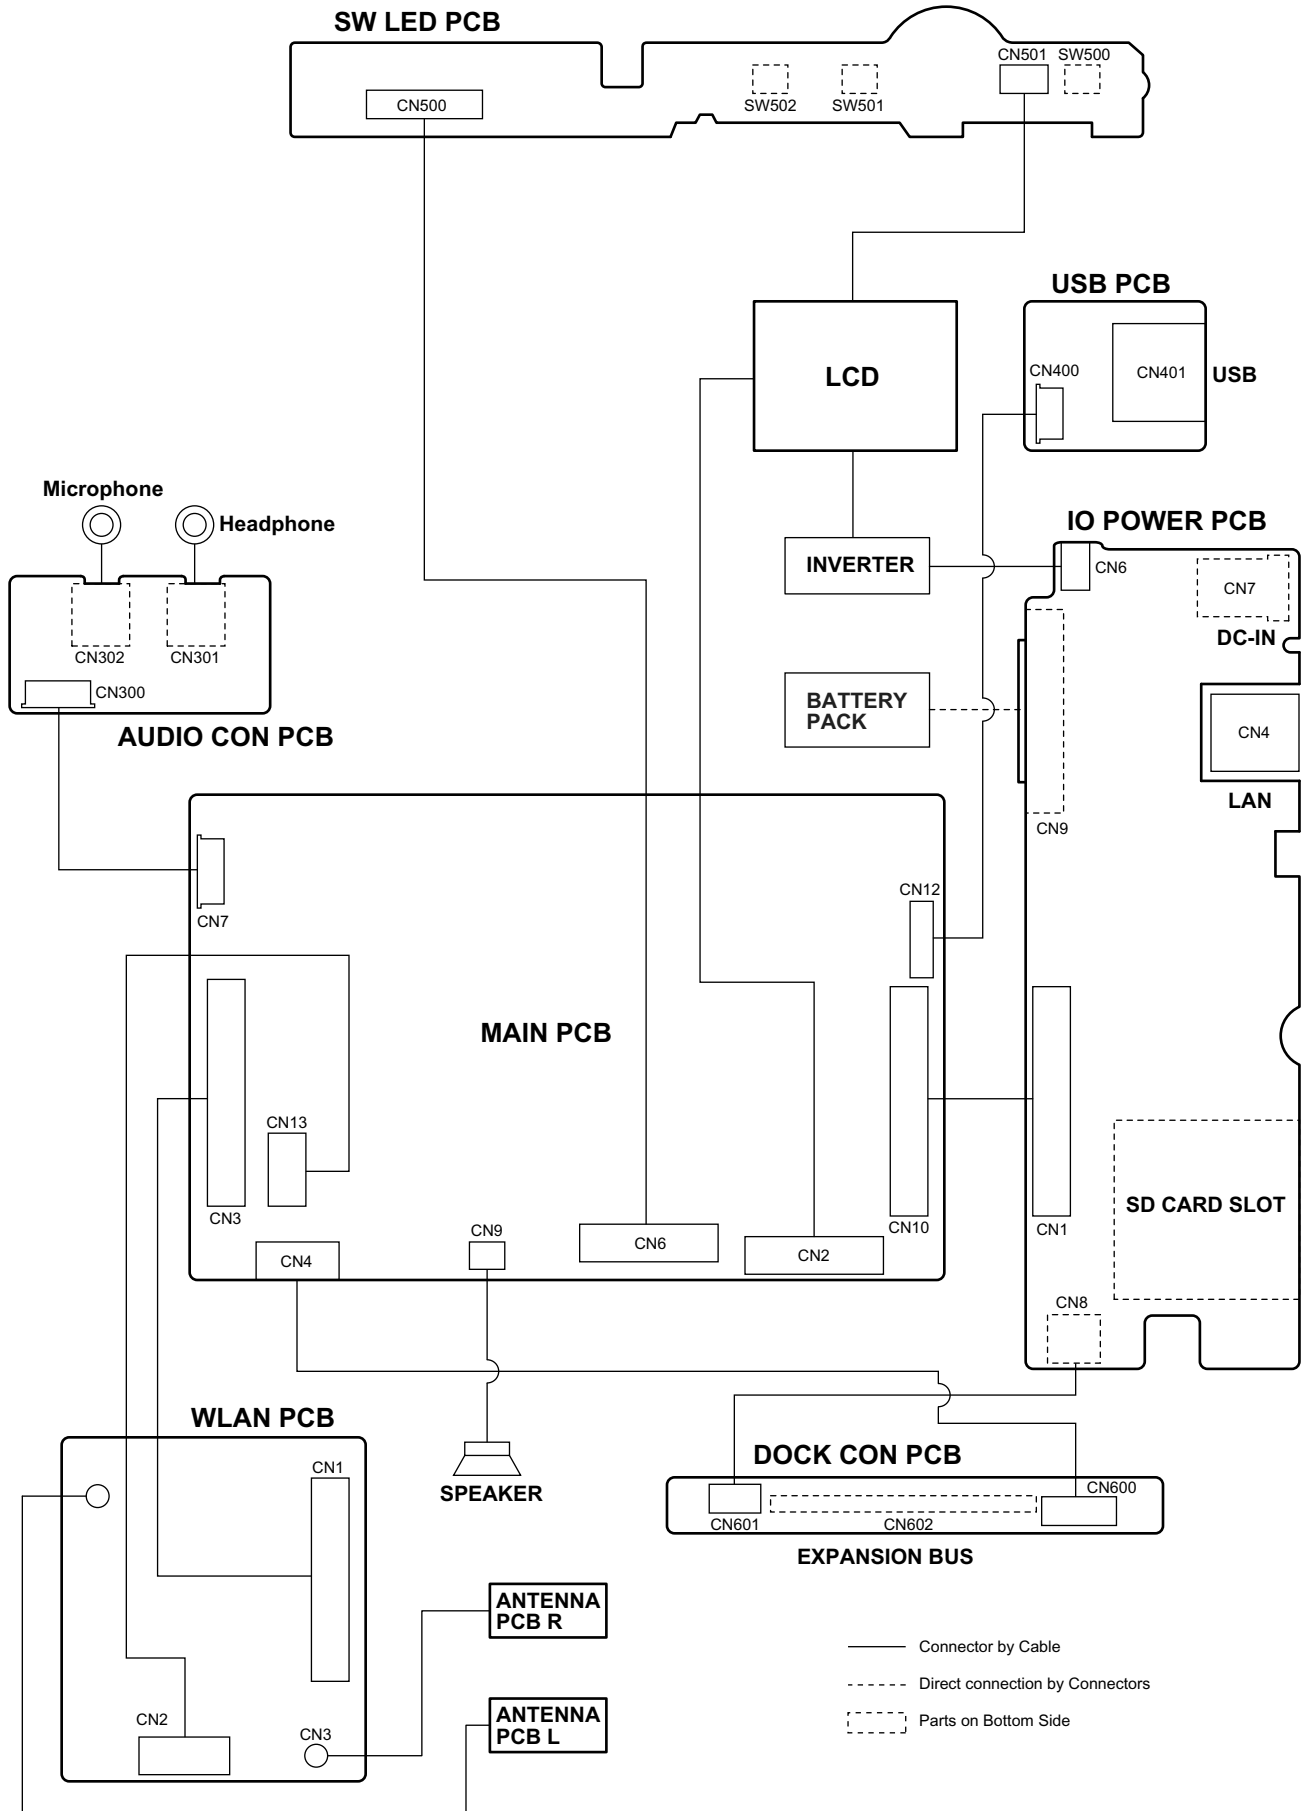 SW LED PCB
CN501
SW500
CN500
SW502
SW501
USB PCB
LCD
CN400
CN401
USB
Microphone
Headphone
IO POWER PCB
INVERTER
CN6
CN7
DC-IN
CN302
CN301
CN300
AUDIO CON PCB
BATTERY
PACK
CN4
LAN
CN9
CN7
CN12
MAIN PCB
CN13
CN3
CN9
CN6
CN10
CN4
CN2
CN1
SD CARD SLOT
CN8
WLAN PCB
CN1
SPEAKER
DOCK CON PCB
CN600
CN601
CN602
EXPANSION BUS
ANTENNA
PCB R
ANTENNA
PCB L
CN2
CN3
Connector by Cable
Direct connection by Connectors
Parts on Bottom Side